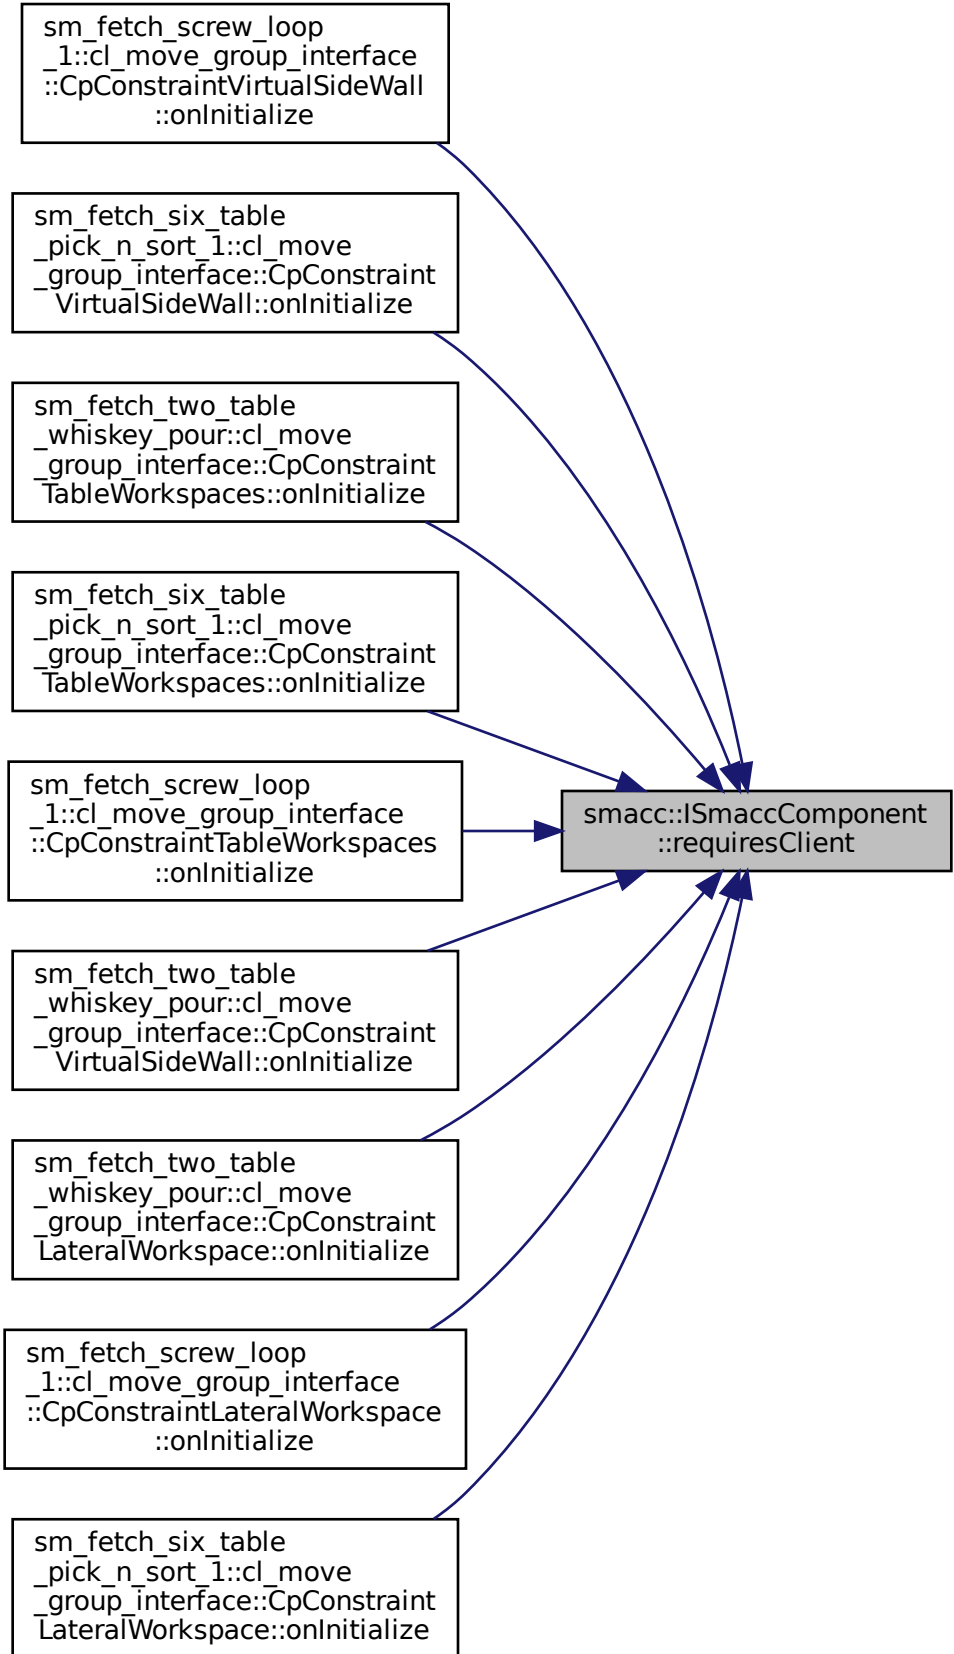 sm_fetch_screw_loop
_1::cl_move_group_interface
::CpConstraintVirtualSideWall
::onInitialize
sm_fetch_six_table
_pick_n_sort_1::cl_move
_group_interface::CpConstraint
VirtualSideWall::onInitialize
sm_fetch_two_table
_whiskey_pour::cl_move
_group_interface::CpConstraint
TableWorkspaces::onInitialize
sm_fetch_six_table
_pick_n_sort_1::cl_move
_group_interface::CpConstraint
TableWorkspaces::onInitialize
sm_fetch_screw_loop
_1::cl_move_group_interface
::CpConstraintTableWorkspaces
::onInitialize
smacc::ISmaccComponent
::requiresClient
sm_fetch_two_table
_whiskey_pour::cl_move
_group_interface::CpConstraint
VirtualSideWall::onInitialize
sm_fetch_two_table
_whiskey_pour::cl_move
_group_interface::CpConstraint
LateralWorkspace::onInitialize
sm_fetch_screw_loop
_1::cl_move_group_interface
::CpConstraintLateralWorkspace
::onInitialize
sm_fetch_six_table
_pick_n_sort_1::cl_move
_group_interface::CpConstraint
LateralWorkspace::onInitialize